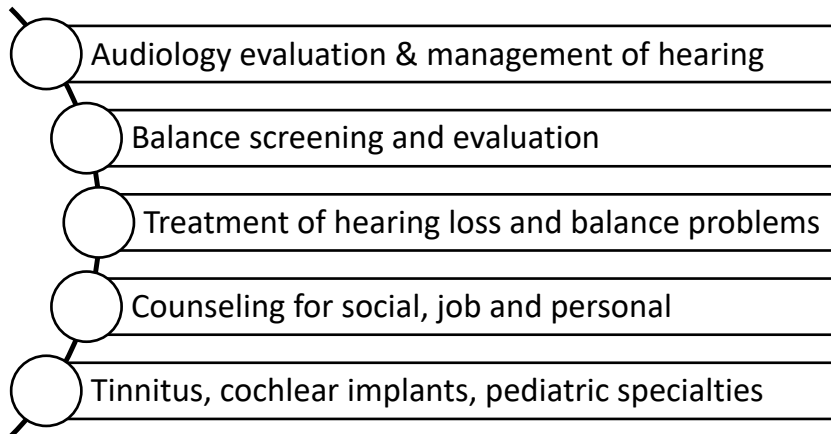 Audiology evaluation & management of hearing
Balance screening and evaluation
Treatment of hearing loss and balance problems
Counseling for social, job and personal
Tinnitus, cochlear implants, pediatric specialties